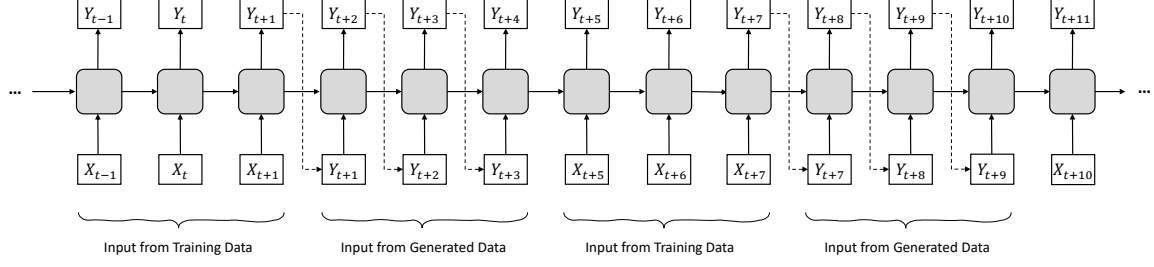 Y_{t-1} Y_t Y_{t+1} Y_{t+2} Y_{t+3} Y_{t+4} Y_{t+5} Y_{t+6} Y_{t+7} Y_{t+8} Y_{t+9} Y_{t+10} Y_{t+11}
... ...
X_{t-1} X_t X_{t+1} Y_{t+1} Y_{t+2} Y_{t+3} X_{t+5} X_{t+6} X_{t+7} Y_{t+7} Y_{t+8} Y_{t+9} X_{t+10}
Input from Training Data Input from Generated Data Input from Training Data Input from Generated Data